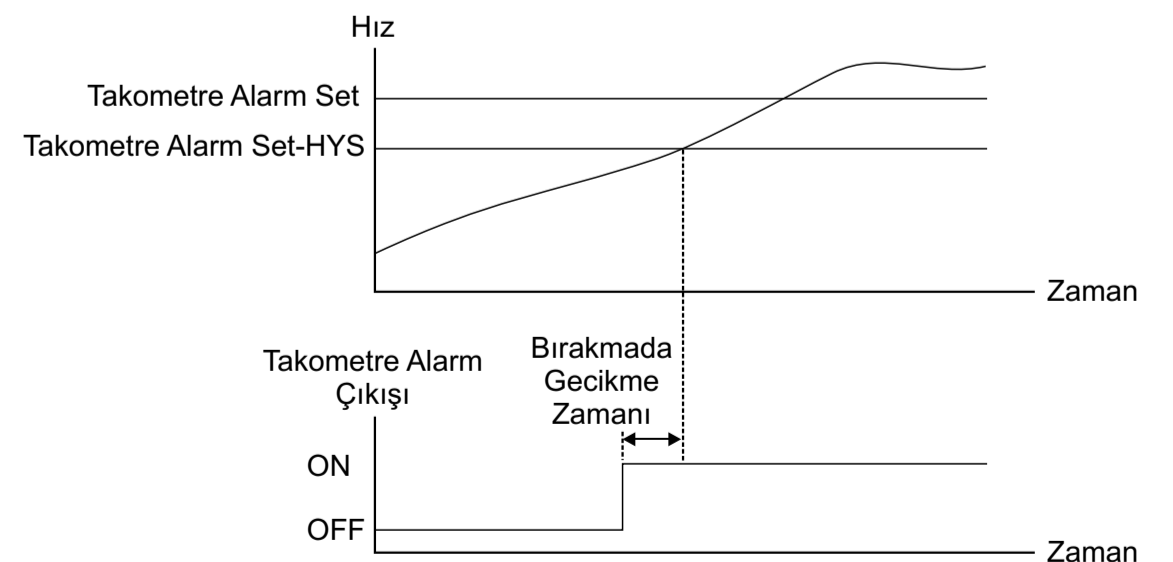 Hız
Takometre Alarm Set
Takometre Alarm Set-HYS
Zaman
Takometre Alarm
Çıkışı
Bırakmada
Gecikme
Zamanı
ON
OFF
Zaman